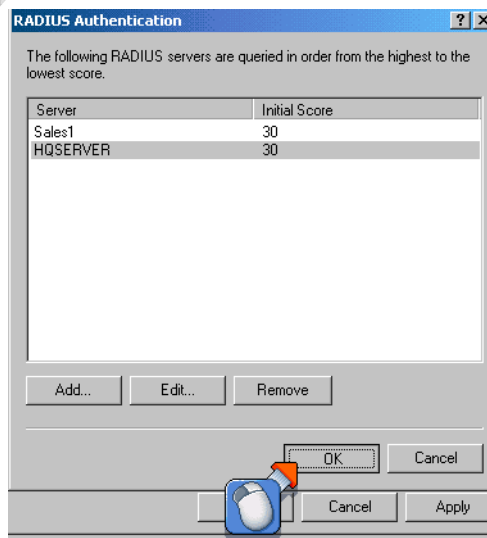 RADIUS Authentication
The following RADIUS servers are queried in order from the highest to the
lowest score.
Server Initial Score
Sales1 30
HQSERVER 30
Add... Edit... Remove
OK Cancel
Cancel Apply